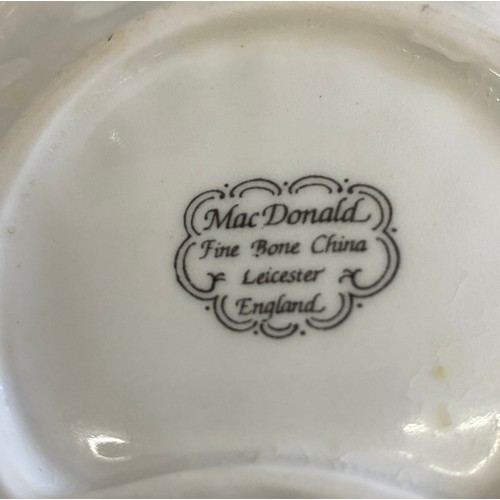 MacDonald
Fine Bone China
Leicester
England